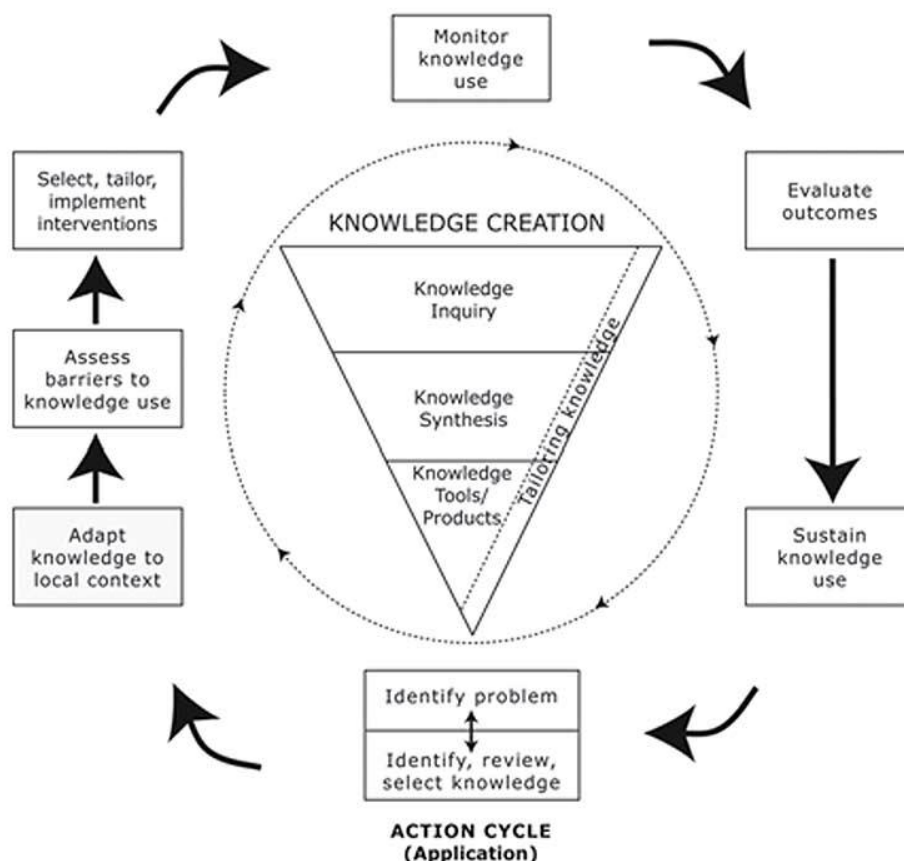 Monitor
knowledge
use
Select, tailor,
implement
interventions
Evaluate
outcomes
KNOWLEDGE CREATION
Knowledge
Inquiry
Assess
barriers to
knowledge use
Knowledge
Synthesis
Tailoring knowledge
Knowledge
Tools/
Products
Adapt
knowledge to
local context
Sustain
knowledge
use
Identify problem
Identify, review,
select knowledge
ACTION CYCLE
(Application)